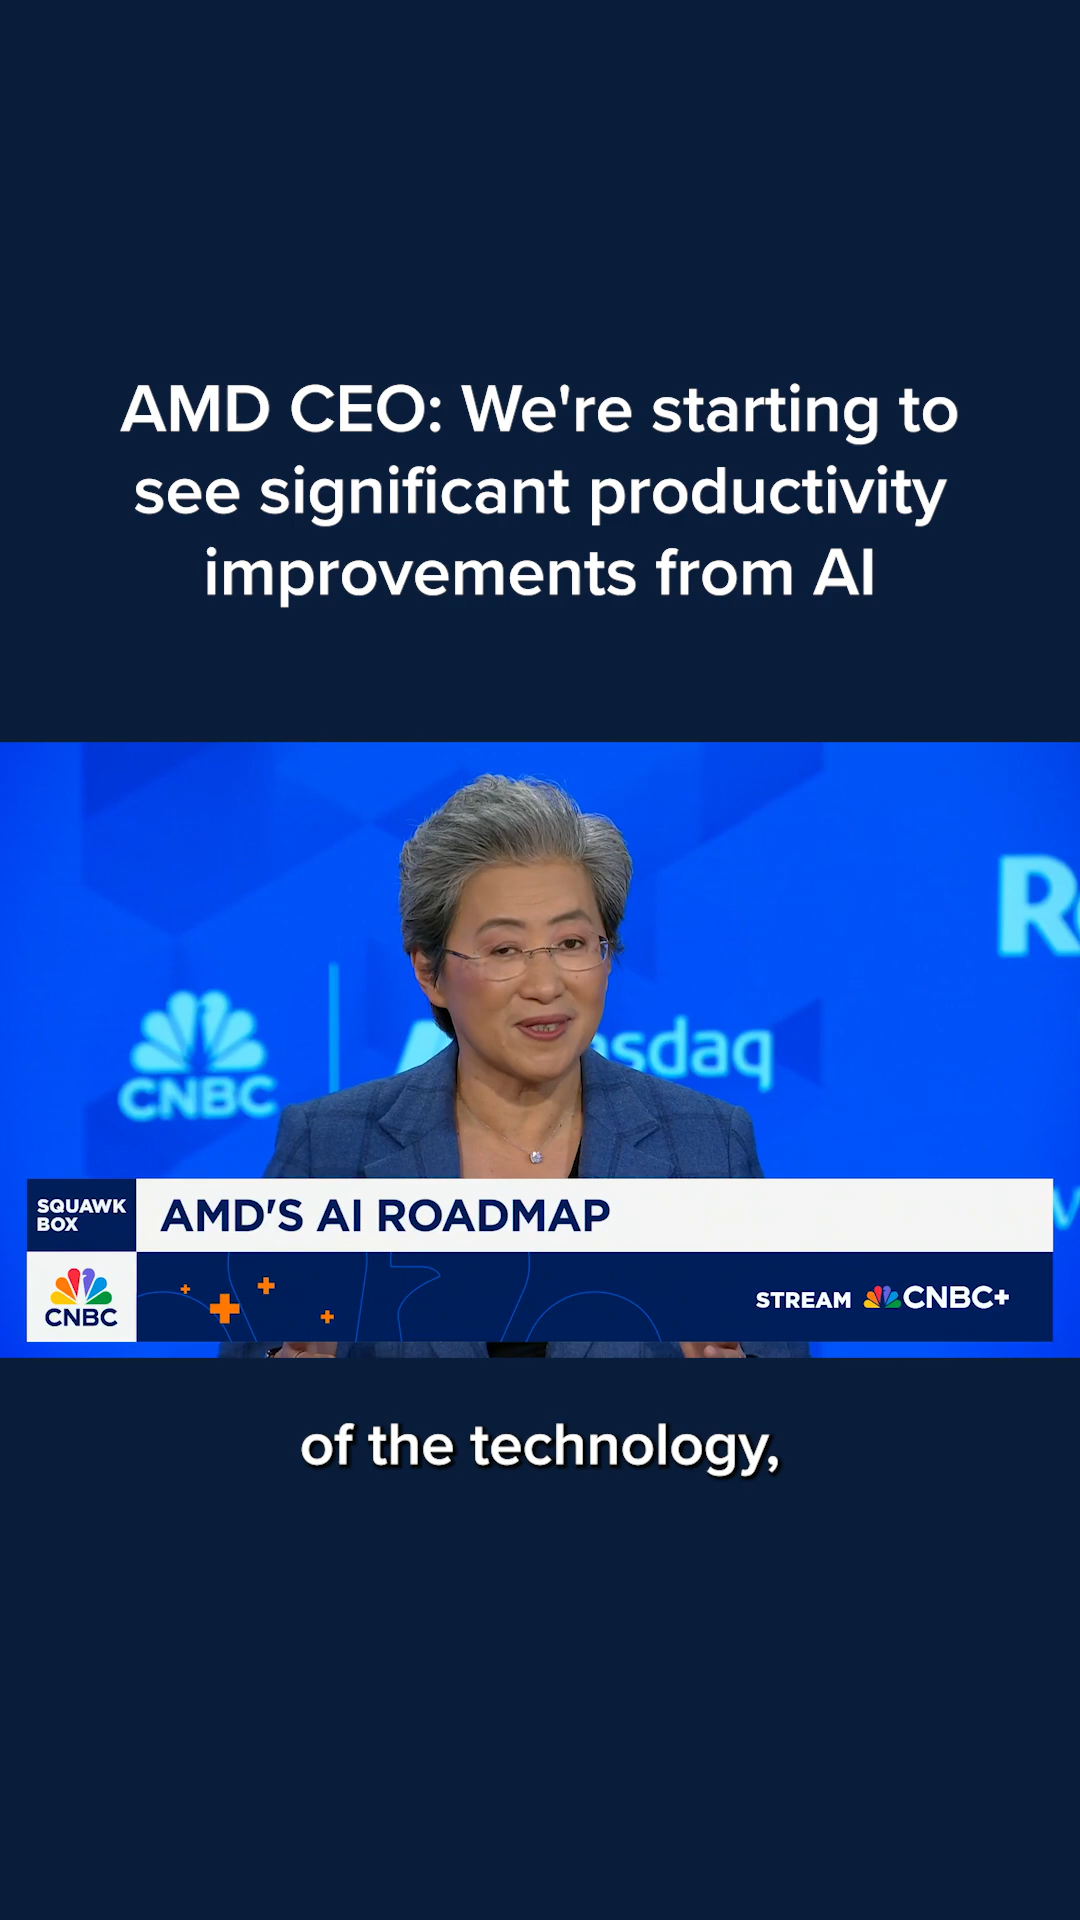 AMD CEO: We're starting to
see significant productivity
improvements from AI
CNBC
sdaq
SQUAWK
BOX
AMD'S AI ROADMAP
CNBC
STREAM CNBC+
of the technology,